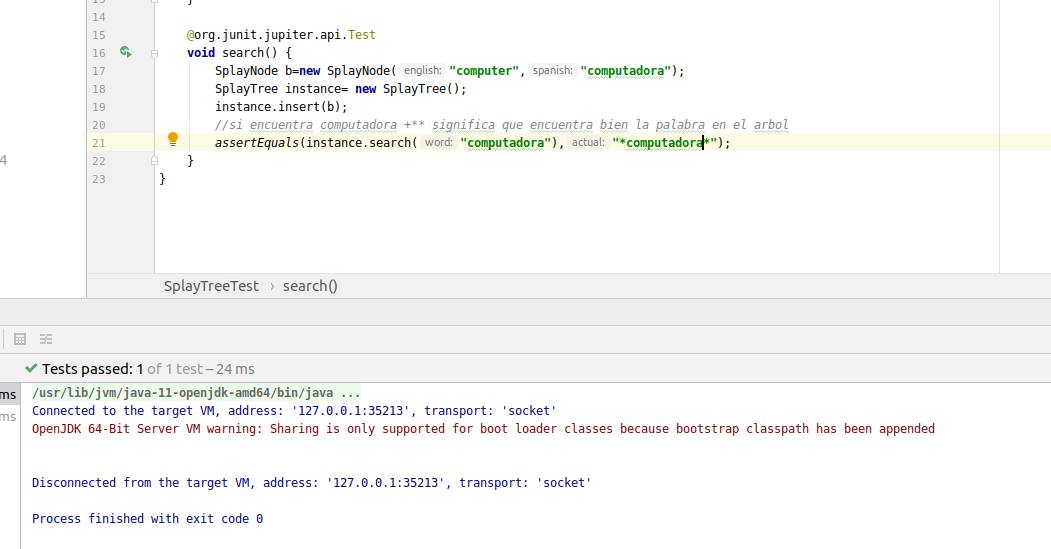 13 }
14
15 @org.junit.jupiter.api.Test
16 void search() {
17 SplayNode b=new SplayNode( english: "computer", spanish: "computadora");
18 SplayTree instance= new SplayTree();
19 instance.insert(b);
20 //si encuentra computadora +** significa que encuentra bien la palabra en el arbol
21 assertEquals(instance.search( word: "computadora"), actual: "*computadora*");
4
22 }
23 }
SplayTreeTest › search()
Tests passed: 1 of 1 test – 24 ms
ms /usr/lib/jvm/java-11-openjdk-amd64/bin/java ...
ms Connected to the target VM, address: '127.0.0.1:35213', transport: 'socket'
OpenJDK 64-Bit Server VM warning: Sharing is only supported for boot loader classes because bootstrap classpath has been appended
Disconnected from the target VM, address: '127.0.0.1:35213', transport: 'socket'
Process finished with exit code 0